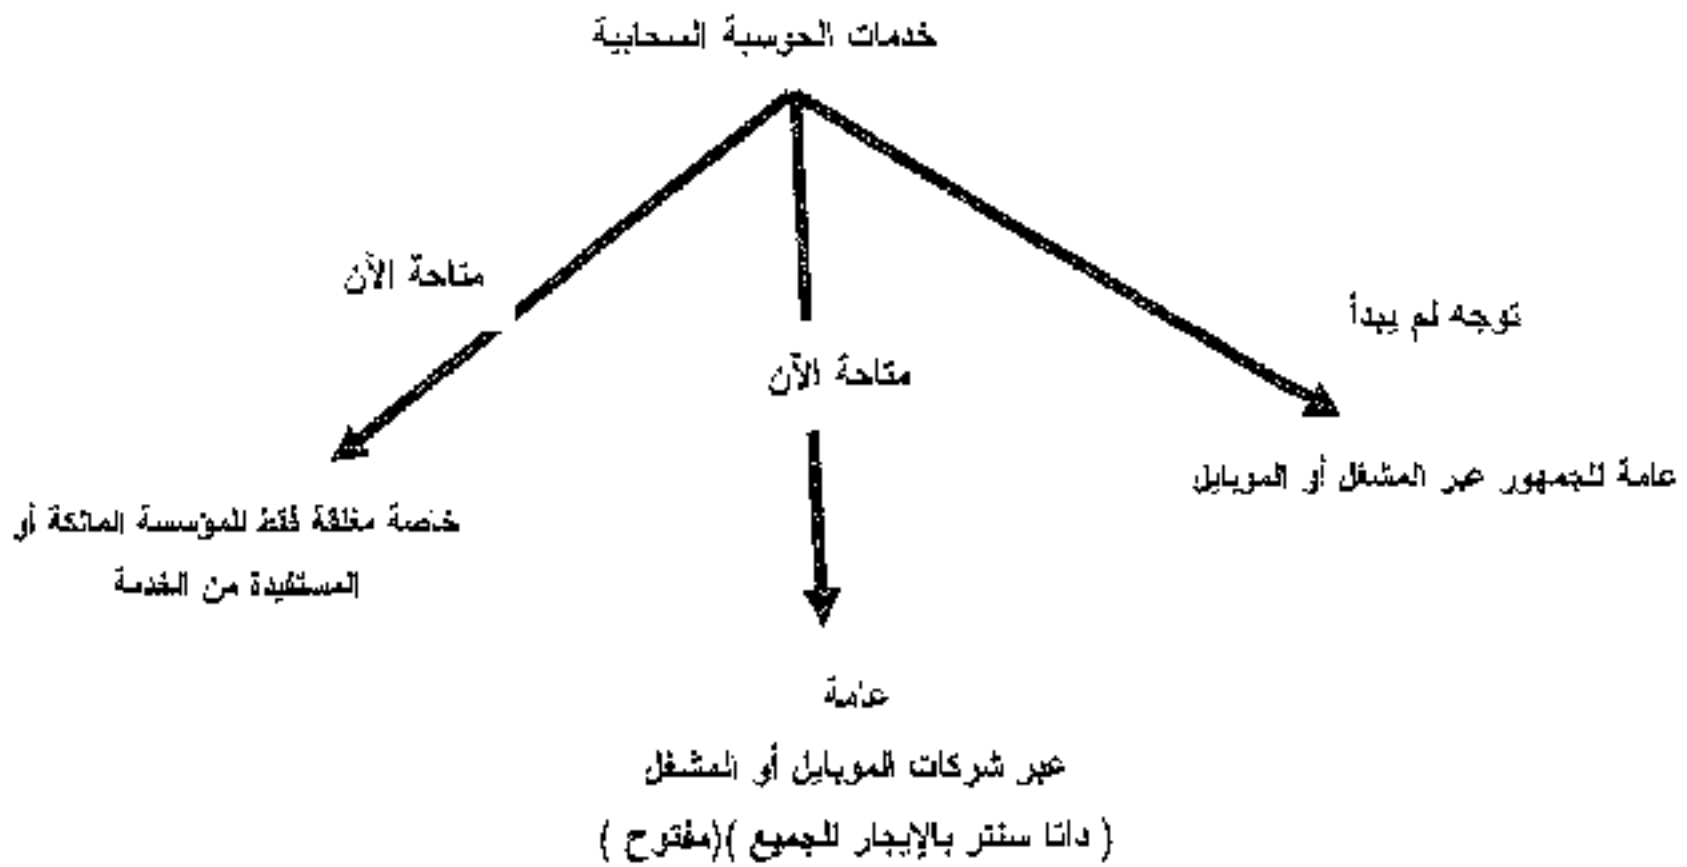 خدمات الحوسبة السحابية
توجه لم يبدأ
متاحة الآن
متاحة الآن
عامة للجمهور عبر المشغل أو الموبايل
خاصة مغلقة فقط للمؤسسة المالكة أو
المستفيدة من الخدمة
عامة
عبر شركات الموبايل أو المشغل
( داتا سنتر بالإيجار للجميع )(مفتوح )